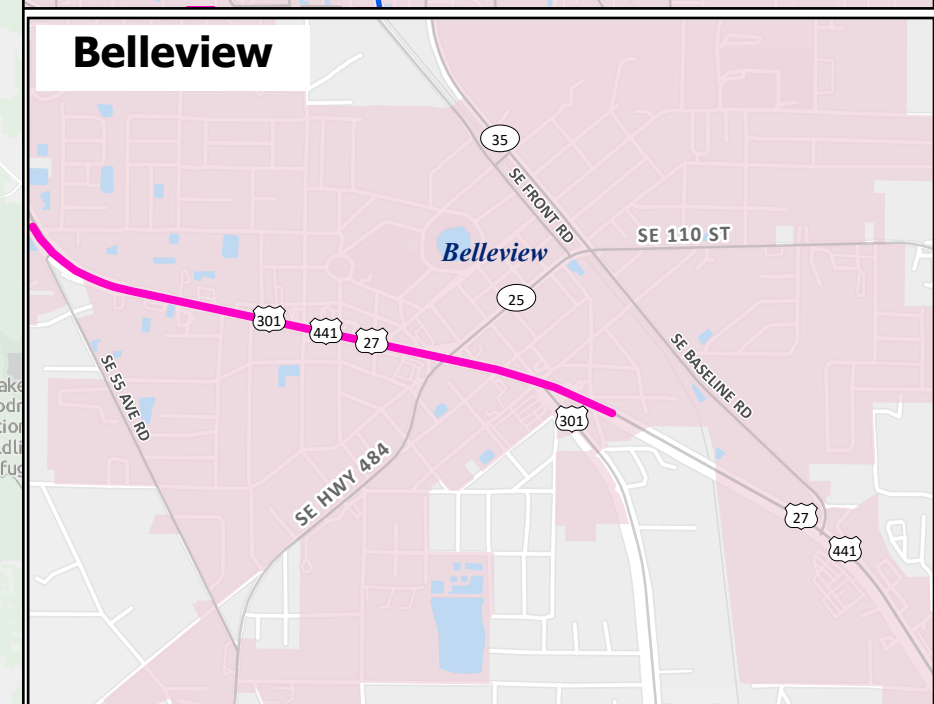 Belleview
35
SE FRONT RD
SE 110 ST
Belleview
25
301
441
27
SE BASELINE RD
SE 55 AVE RD
301
SE HWY 484
27
441